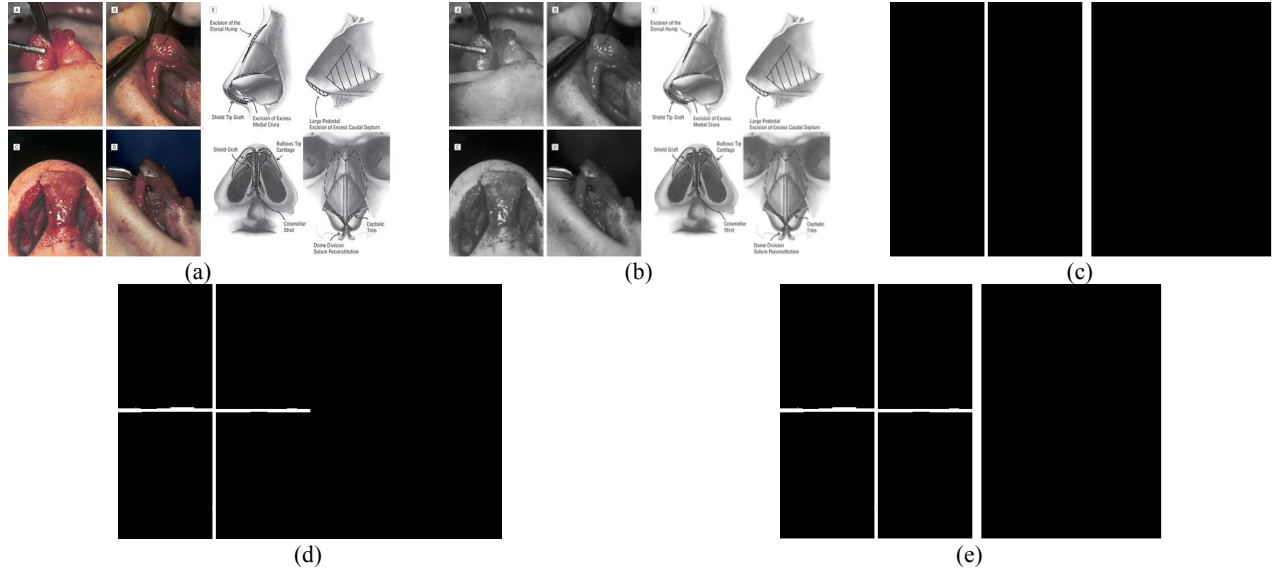 A
B
E
Excision of the
Dorsal Hump
Shield Tip Graft
Excision of Excess
Medial Crura
Large Pedestal
Excision of Excess Caudal Septum
C
D
Shield Graft
Bulbous Tip
Cartilage
Columellar
Strut
Cephalic
Trim
Dome Division
Suture Reconstitution
A
B
E
Excision of the
Dorsal Hump
Shield Tip Graft
Excision of Excess
Medial Crura
Large Pedestal
Excision of Excess Caudal Septum
C
D
Shield Graft
Bulbous Tip
Cartilage
Columellar
Strut
Cephalic
Trim
Dome Division
Suture Reconstitution
(a)
(b)
(c)
(d)
(e)